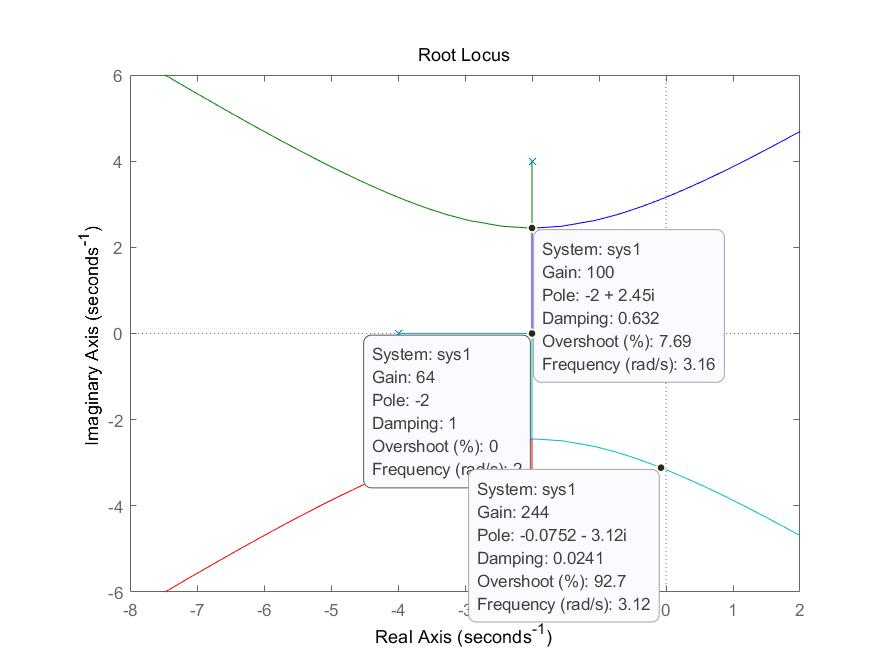 Root Locus
6
4
2
0
-2
-4
-6
Imaginary Axis (seconds-1)
System: sys1
Gain: 100
Pole: -2 + 2.45i
Damping: 0.632
Overshoot (%): 7.69
Frequency (rad/s): 3.16
System: sys1
Gain: 64
Pole: -2
Damping: 1
Overshoot (%): 0
Frequency (rad/s): 2
System: sys1
Gain: 244
Pole: -0.0752 - 3.12i
Damping: 0.0241
Overshoot (%): 92.7
Frequency (rad/s): 3.12
-8 -7 -6 -5 -4 -3 0 1 2
Real Axis (seconds-1)